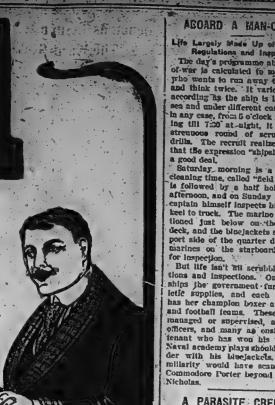 ABOARD A MAN-O
Life Largely Made Up of
Regulations and Insp
The day's programme ab
of-war is calculated to m
who wants to run away
and think twice. It varie
according as the ship is
sea and under different co
in any case, from 5 o'clock
ing till 7:30 at night, it
strenuous round of scru
drills. The recruit realize
that the expression "shipsh
a good deal.
Saturday morning is a
cleaning time, called "field
is followed by a half hol
afternoon, and on Sunday
captain himself inspects h
keel to truck. The marine
tioned just below on the
deck, and the bluejackets
port side of the quarter d
marines on the starboard
for inspection.
But life isn't all scrubbi
tions and inspections. On
ships the government fur
letic supplies, and each
has her champion boxer a
and football teams. These
managed or supervised,
officers, and many an ensi
tenant who has won his
Naval academy plays should
der with his bluejackets.
miliarity would have scan
Commodore Porter beyond
Nicholas.
A PARASITE CREE